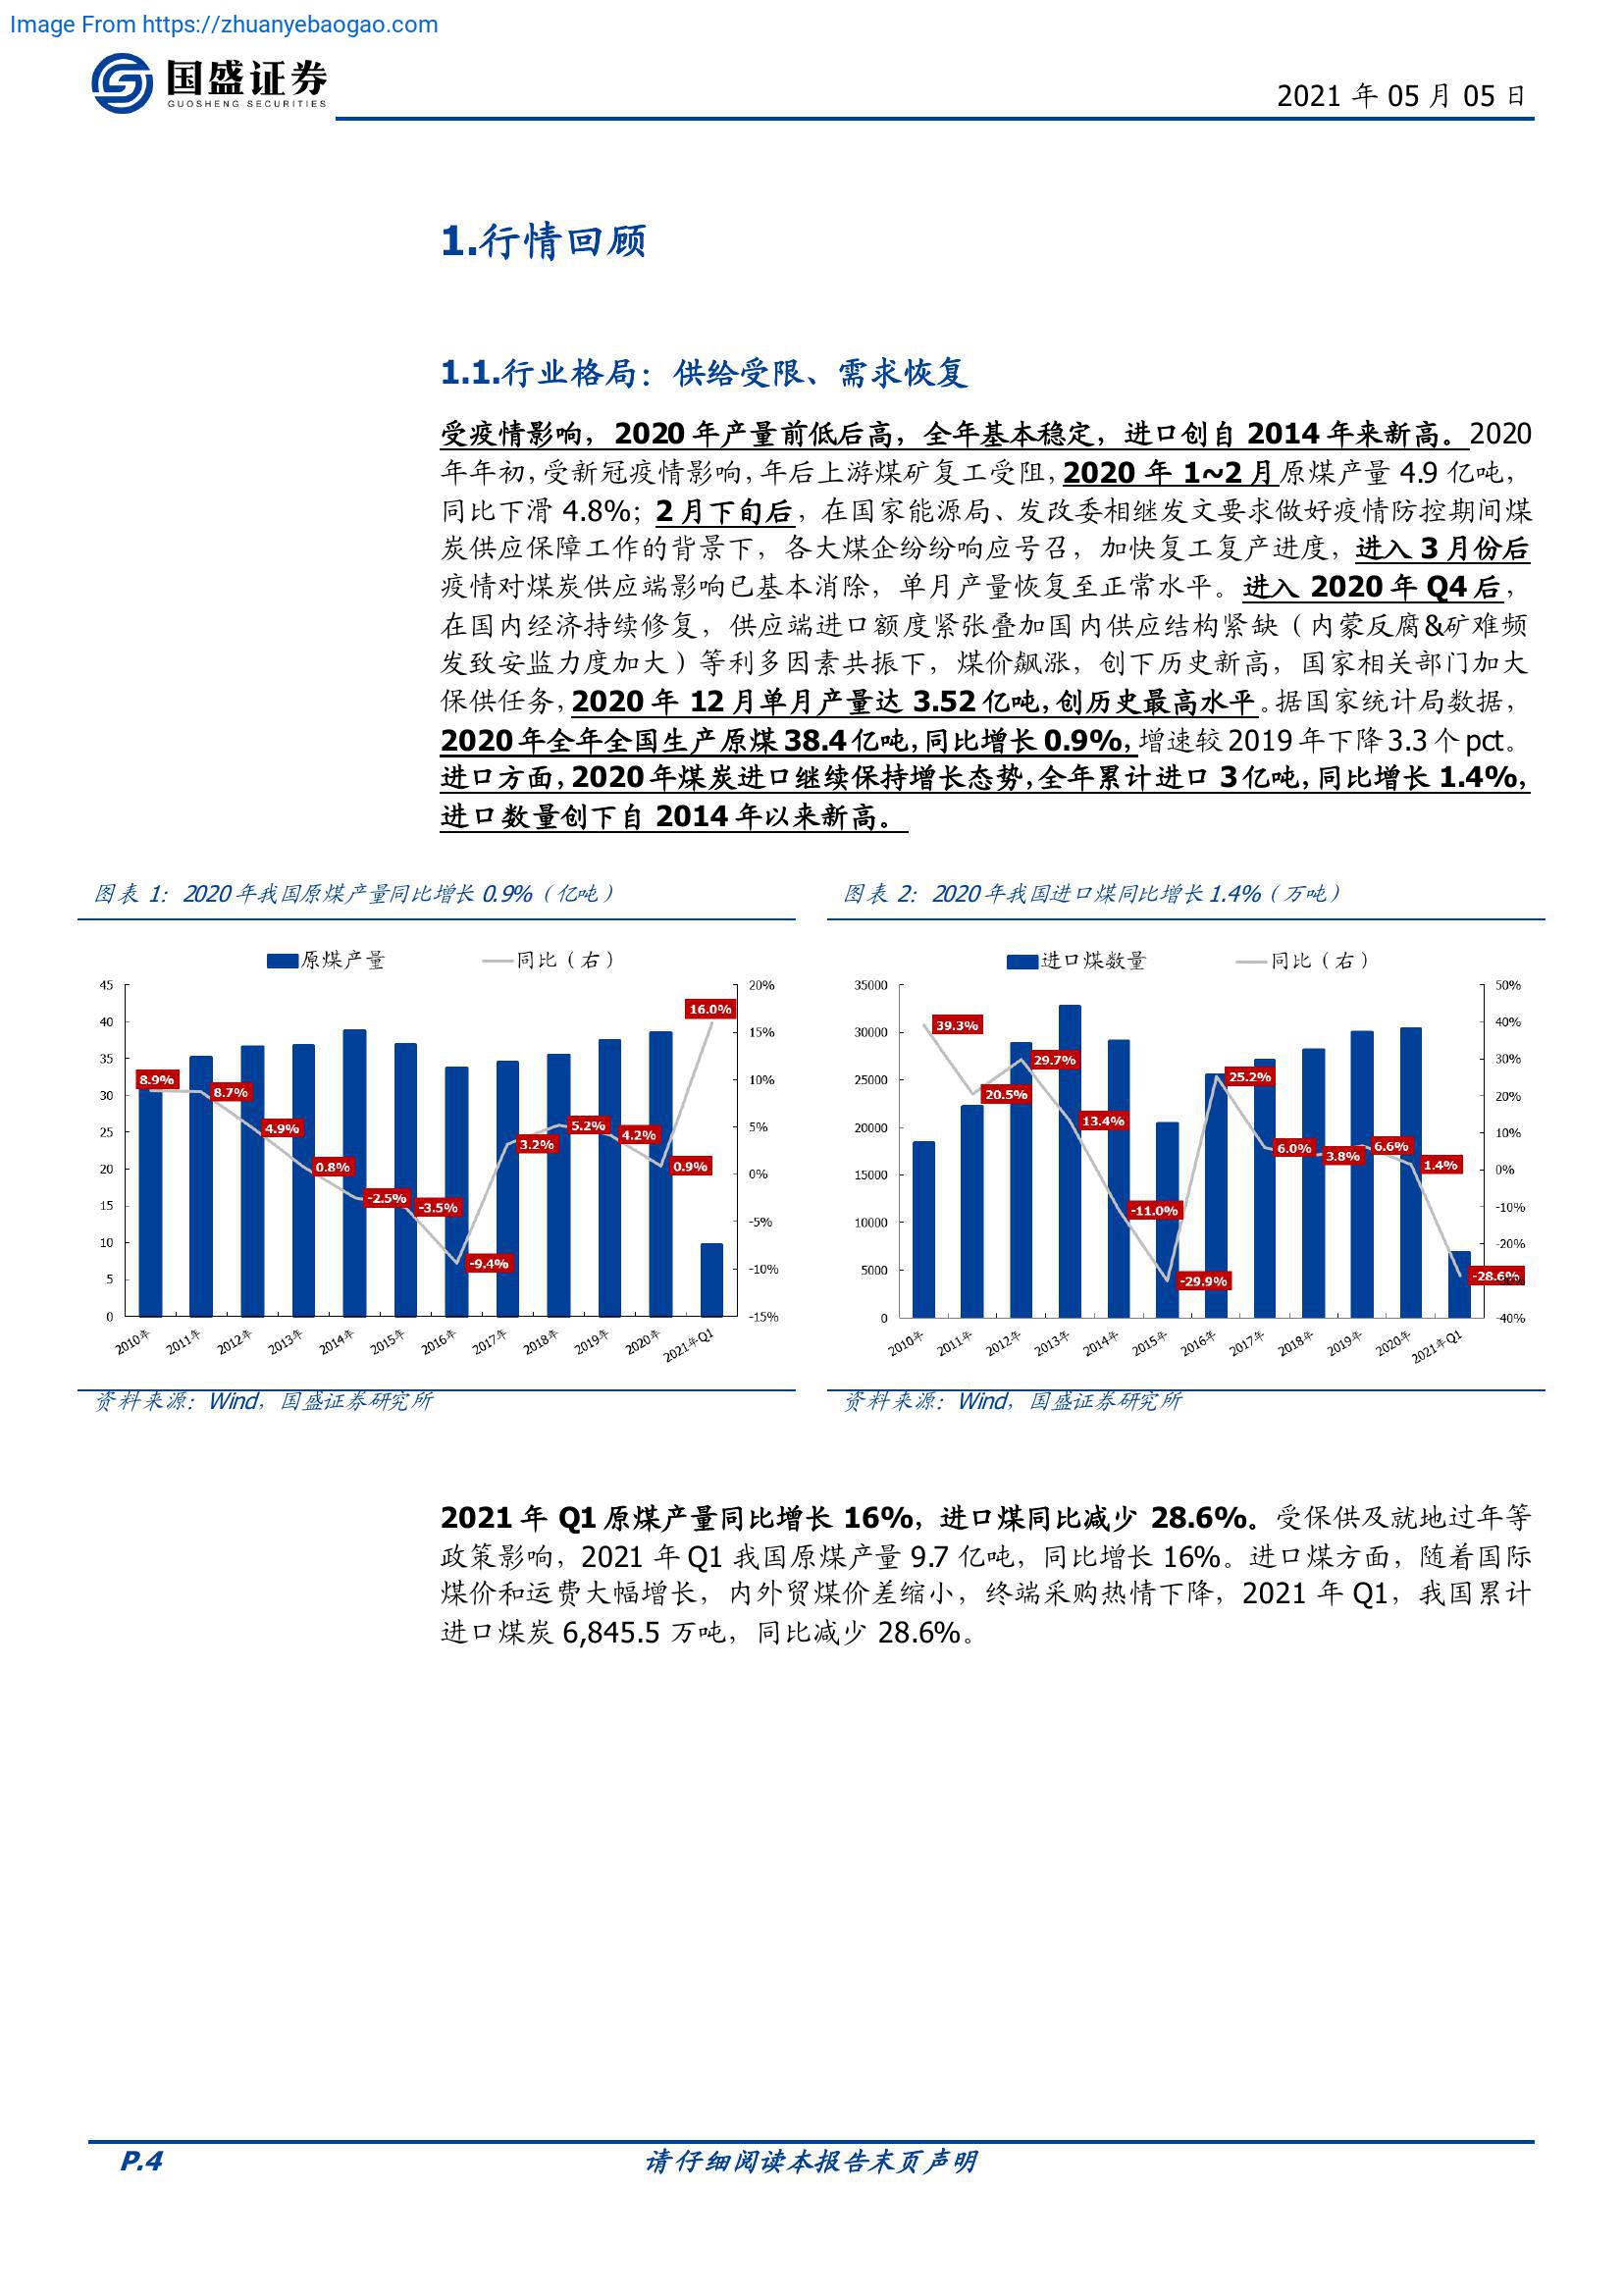 Image From https://zhuanyebaogao.com
国盛证券
GUOSHENG SECURITIES
2021 年 05 月 05 日
1.行情回顾
1.1.行业格局：供给受限、需求恢复
受疫情影响，2020 年产量前低后高，全年基本稳定，进口创自 2014 年来新高。2020
年年初，受新冠疫情影响，年后上游煤矿复工受阻，2020 年 1~2 月原煤产量 4.9 亿吨，
同比下滑 4.8%；2 月下旬后，在国家能源局、发改委相继发文要求做好疫情防控期间煤
炭供应保障工作的背景下，各大煤企纷纷响应号召，加快复工复产进度，进入 3 月份后
疫情对煤炭供应端影响已基本消除，单月产量恢复至正常水平。进入 2020 年 Q4 后，
在国内经济持续修复，供应端进口额度紧张叠加国内供应结构紧缺（内蒙反腐&矿难频
发致安监力度加大）等利多因素共振下，煤价飙涨，创下历史新高，国家相关部门加大
保供任务，2020 年 12 月单月产量达 3.52 亿吨，创历史最高水平。据国家统计局数据，
2020 年全年全国生产原煤 38.4 亿吨，同比增长 0.9%，增速较 2019 年下降 3.3 个 pct。
进口方面，2020 年煤炭进口继续保持增长态势，全年累计进口 3 亿吨，同比增长 1.4%，
进口数量创下自 2014 年以来新高。
图表 1：2020 年我国原煤产量同比增长 0.9%（亿吨）
原煤产量 同比（右）
45
40
35
30
25
20
15
10
5
0
20%
15%
10%
5%
0%
-5%
-10%
-15%
8.9%
8.7%
4.9%
0.8%
-2.5%
-3.5%
-9.4%
3.2%
5.2%
4.2%
0.9%
16.0%
2010年 2011年 2012年 2013年 2014年 2015年 2016年 2017年 2018年 2019年 2020年 2021年Q1
资料来源：Wind，国盛证券研究所
图表 2：2020 年我国进口煤同比增长 1.4%（万吨）
进口煤数量 同比（右）
35000
30000
25000
20000
15000
10000
5000
0
50%
40%
30%
20%
10%
0%
-10%
-20%
-40%
39.3%
20.5%
29.7%
13.4%
-11.0%
-29.9%
25.2%
6.0%
3.8%
6.6%
1.4%
-28.6%
2010年 2011年 2012年 2013年 2014年 2015年 2016年 2017年 2018年 2019年 2020年 2021年Q1
资料来源：Wind，国盛证券研究所
2021 年 Q1 原煤产量同比增长 16%，进口煤同比减少 28.6%。受保供及就地过年等
政策影响，2021 年 Q1 我国原煤产量 9.7 亿吨，同比增长 16%。进口煤方面，随着国际
煤价和运费大幅增长，内外贸煤价差缩小，终端采购热情下降，2021 年 Q1，我国累计
进口煤炭 6,845.5 万吨，同比减少 28.6%。
P.4
请仔细阅读本报告末页声明